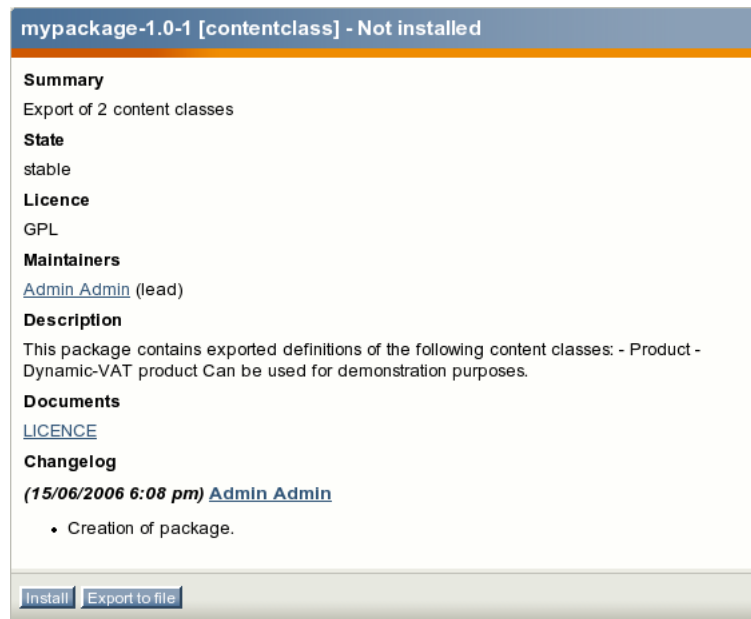 mypackage-1.0-1 [contentclass] - Not installed
Summary
Export of 2 content classes
State
stable
Licence
GPL
Maintainers
Admin Admin (lead)
Description
This package contains exported definitions of the following content classes: - Product -
Dynamic-VAT product Can be used for demonstration purposes.
Documents
LICENCE
Changelog
(15/06/2006 6:08 pm) Admin Admin
• Creation of package.
Install Export to file